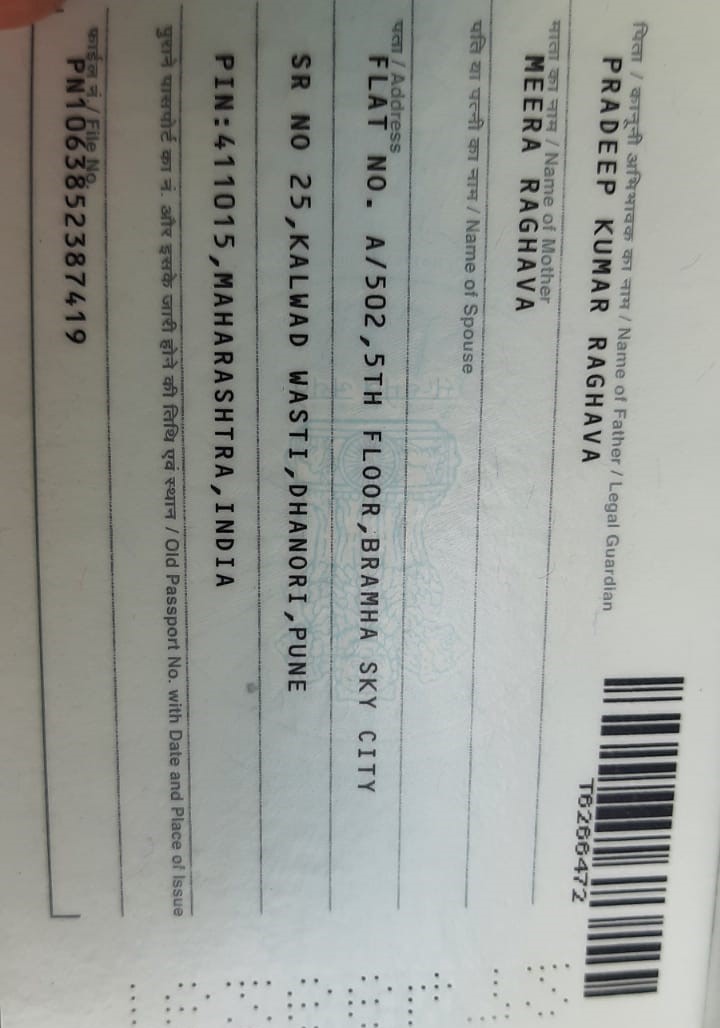 पिता / कानूनी अभिभावक का नाम / Name of Father / Legal Guardian
PRADEEP KUMAR RAGHAVA
T6266472
माता का नाम / Name of Mother
MEERA RAGHAVA
पति या पत्नी का नाम / Name of Spouse
पता / Address
FLAT NO. A/502,5TH FLOOR,BRAMHA SKY CITY
SR NO 25,KALWAD WASTI,DHANORI,PUNE
PIN:411015,MAHARASHTRA,INDIA
पुराने पासपोर्ट का नं. और इसके जारी होने की तिथि एवं स्थान / Old Passport No. with Date and Place of Issue
फाईल नं. / File No.
PN1063852387419